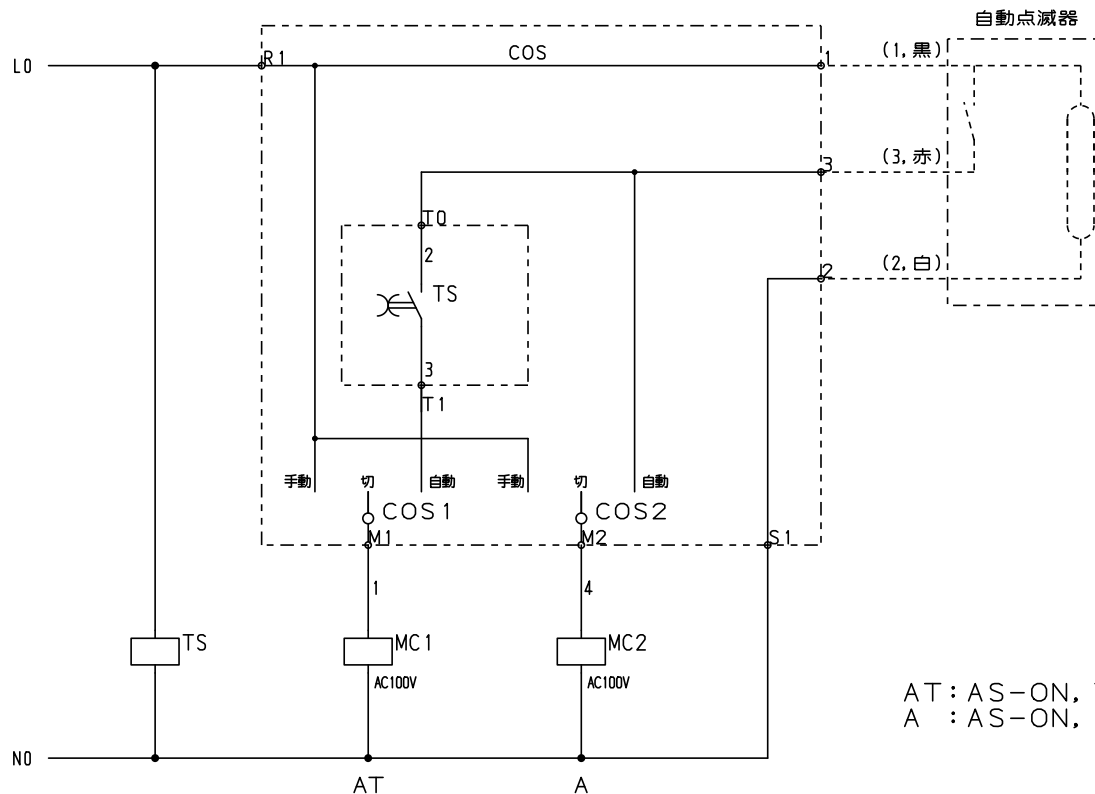 自動点滅器
COS
(1,黒)
L0
R1
1
(3,赤)
3
T0
2
(2,白)
2
TS
3
T1
手動
切
自動
手動
切
自動
COS1
COS2
M1
M2
S1
1
4
TS
MC1
MC2
AC100V
AC100V
AT:AS-ON,
A :AS-ON,
N0
AT
A